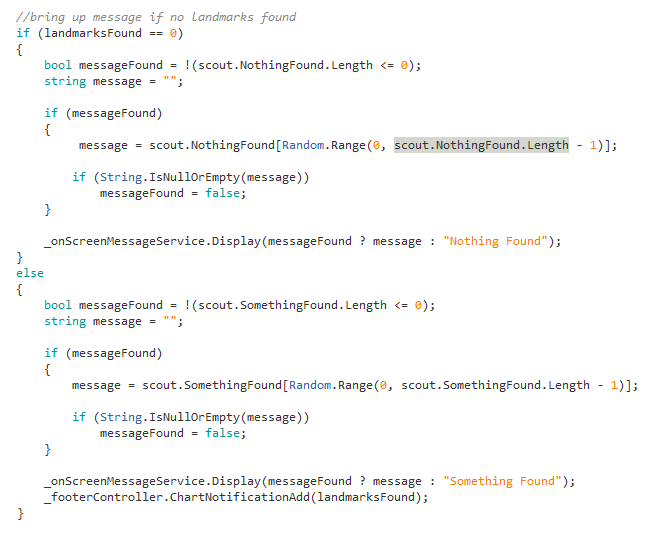 //bring up message if no landmarks found
if (landmarksFound == 0)
{
    bool messageFound = !(scout.NothingFound.Length <= 0);
    string message = "";

    if (messageFound)
    {
         message = scout.NothingFound[Random.Range(0, scout.NothingFound.Length - 1)];

        if (String.IsNullOrEmpty(message))
            messageFound = false;
    }

    _onScreenMessageService.Display(messageFound ? message : "Nothing Found");
}
else
{
    bool messageFound = !(scout.SomethingFound.Length <= 0);
    string message = "";

    if (messageFound)
    {
        message = scout.SomethingFound[Random.Range(0, scout.SomethingFound.Length - 1)];

        if (String.IsNullOrEmpty(message))
            messageFound = false;
    }

    _onScreenMessageService.Display(messageFound ? message : "Something Found");
    _footerController.ChartNotificationAdd(landmarksFound);
}